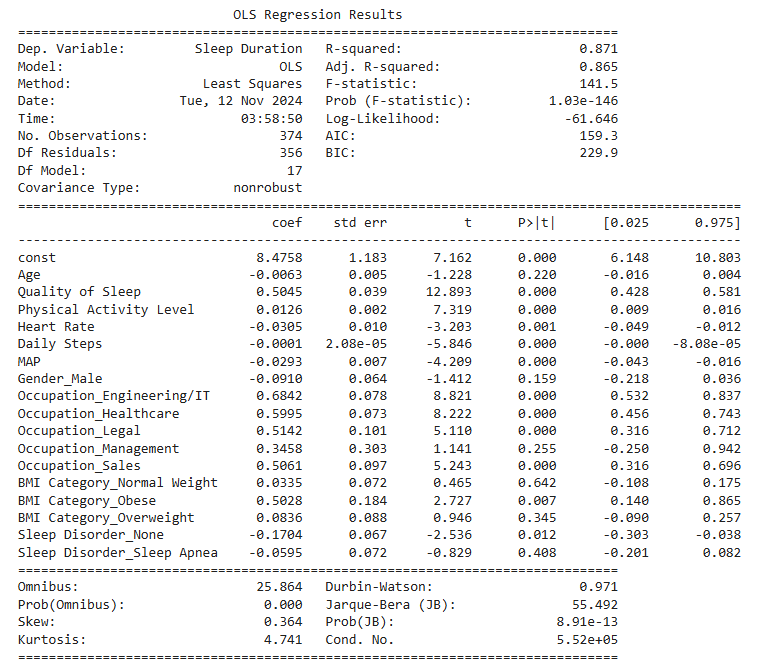 OLS Regression Results
==============================================================================
Dep. Variable: Sleep Duration R-squared: 0.871
Model: OLS Adj. R-squared: 0.865
Method: Least Squares F-statistic: 141.5
Date: Tue, 12 Nov 2024 Prob (F-statistic): 1.03e-146
Time: 03:58:50 Log-Likelihood: -61.646
No. Observations: 374 AIC: 159.3
Df Residuals: 356 BIC: 229.9
Df Model: 17
Covariance Type: nonrobust
==============================================================================================
coef std err t P>|t| [0.025 0.975]
----------------------------------------------------------------------------------------------
const 8.4758 1.183 7.162 0.000 6.148 10.803
Age -0.0063 0.005 -1.228 0.220 -0.016 0.004
Quality of Sleep 0.5045 0.039 12.893 0.000 0.428 0.581
Physical Activity Level 0.0126 0.002 7.319 0.000 0.009 0.016
Heart Rate -0.0305 0.010 -3.203 0.001 -0.049 -0.012
Daily Steps -0.0001 2.08e-05 -5.846 0.000 -0.000 -8.08e-05
MAP -0.0293 0.007 -4.209 0.000 -0.043 -0.016
Gender_Male -0.0910 0.064 -1.412 0.159 -0.218 0.036
Occupation_Engineering/IT 0.6842 0.078 8.821 0.000 0.532 0.837
Occupation_Healthcare 0.5995 0.073 8.222 0.000 0.456 0.743
Occupation_Legal 0.5142 0.101 5.110 0.000 0.316 0.712
Occupation_Management 0.3458 0.303 1.141 0.255 -0.250 0.942
Occupation_Sales 0.5061 0.097 5.243 0.000 0.316 0.696
BMI Category_Normal Weight 0.0335 0.072 0.465 0.642 -0.108 0.175
BMI Category_Obese 0.5028 0.184 2.727 0.007 0.140 0.865
BMI Category_Overweight 0.0836 0.088 0.946 0.345 -0.090 0.257
Sleep Disorder_None -0.1704 0.067 -2.536 0.012 -0.303 -0.038
Sleep Disorder_Sleep Apnea -0.0595 0.072 -0.829 0.408 -0.201 0.082
==============================================================================
Omnibus: 25.864 Durbin-Watson: 0.971
Prob(Omnibus): 0.000 Jarque-Bera (JB): 55.492
Skew: 0.364 Prob(JB): 8.91e-13
Kurtosis: 4.741 Cond. No. 5.52e+05
==============================================================================